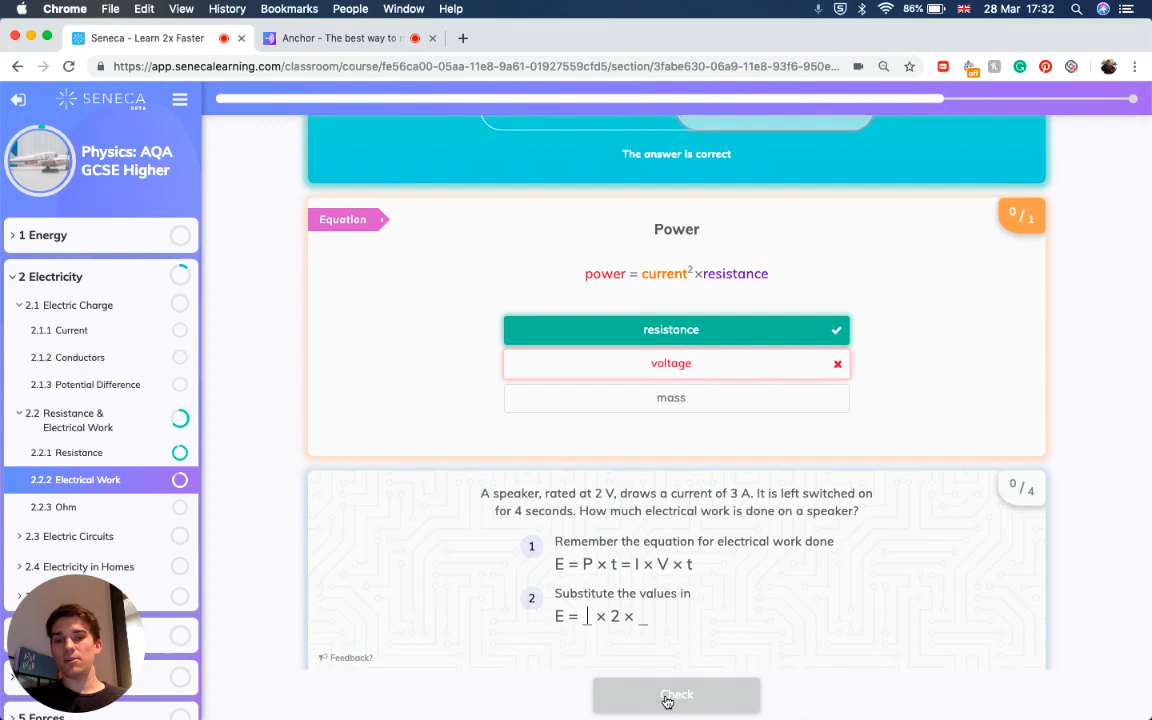 Chrome File Edit View History Bookmarks People Window Help 86% 28 Mar 17:32
Seneca - Learn 2x Faster
Anchor - The best way to m
https://app.senecalearning.com/classroom/course/fe56ca00-05aa-11e8-9a61-01927559cfd5/section/3fabe630-06a9-11e8-93f6-950e...
off
SENECA
BETA
Physics: AQA
GCSE Higher
1 Energy
2 Electricity
2.1 Electric Charge
2.1.1 Current
2.1.2 Conductors
2.1.3 Potential Difference
2.2 Resistance &
Electrical Work
2.2.1 Resistance
2.2.2 Electrical Work
2.2.3 Ohm
2.3 Electric Circuits
2.4 Electricity in Homes
5 Forces
The answer is correct
Equation
0/1
Power
power = current²×resistance
resistance
voltage
mass
0/4
A speaker, rated at 2 V, draws a current of 3 A. It is left switched on
for 4 seconds. How much electrical work is done on a speaker?
1 Remember the equation for electrical work done
E = P × t = I × V × t
2 Substitute the values in
E = _ × 2 × _
Feedback?
Check